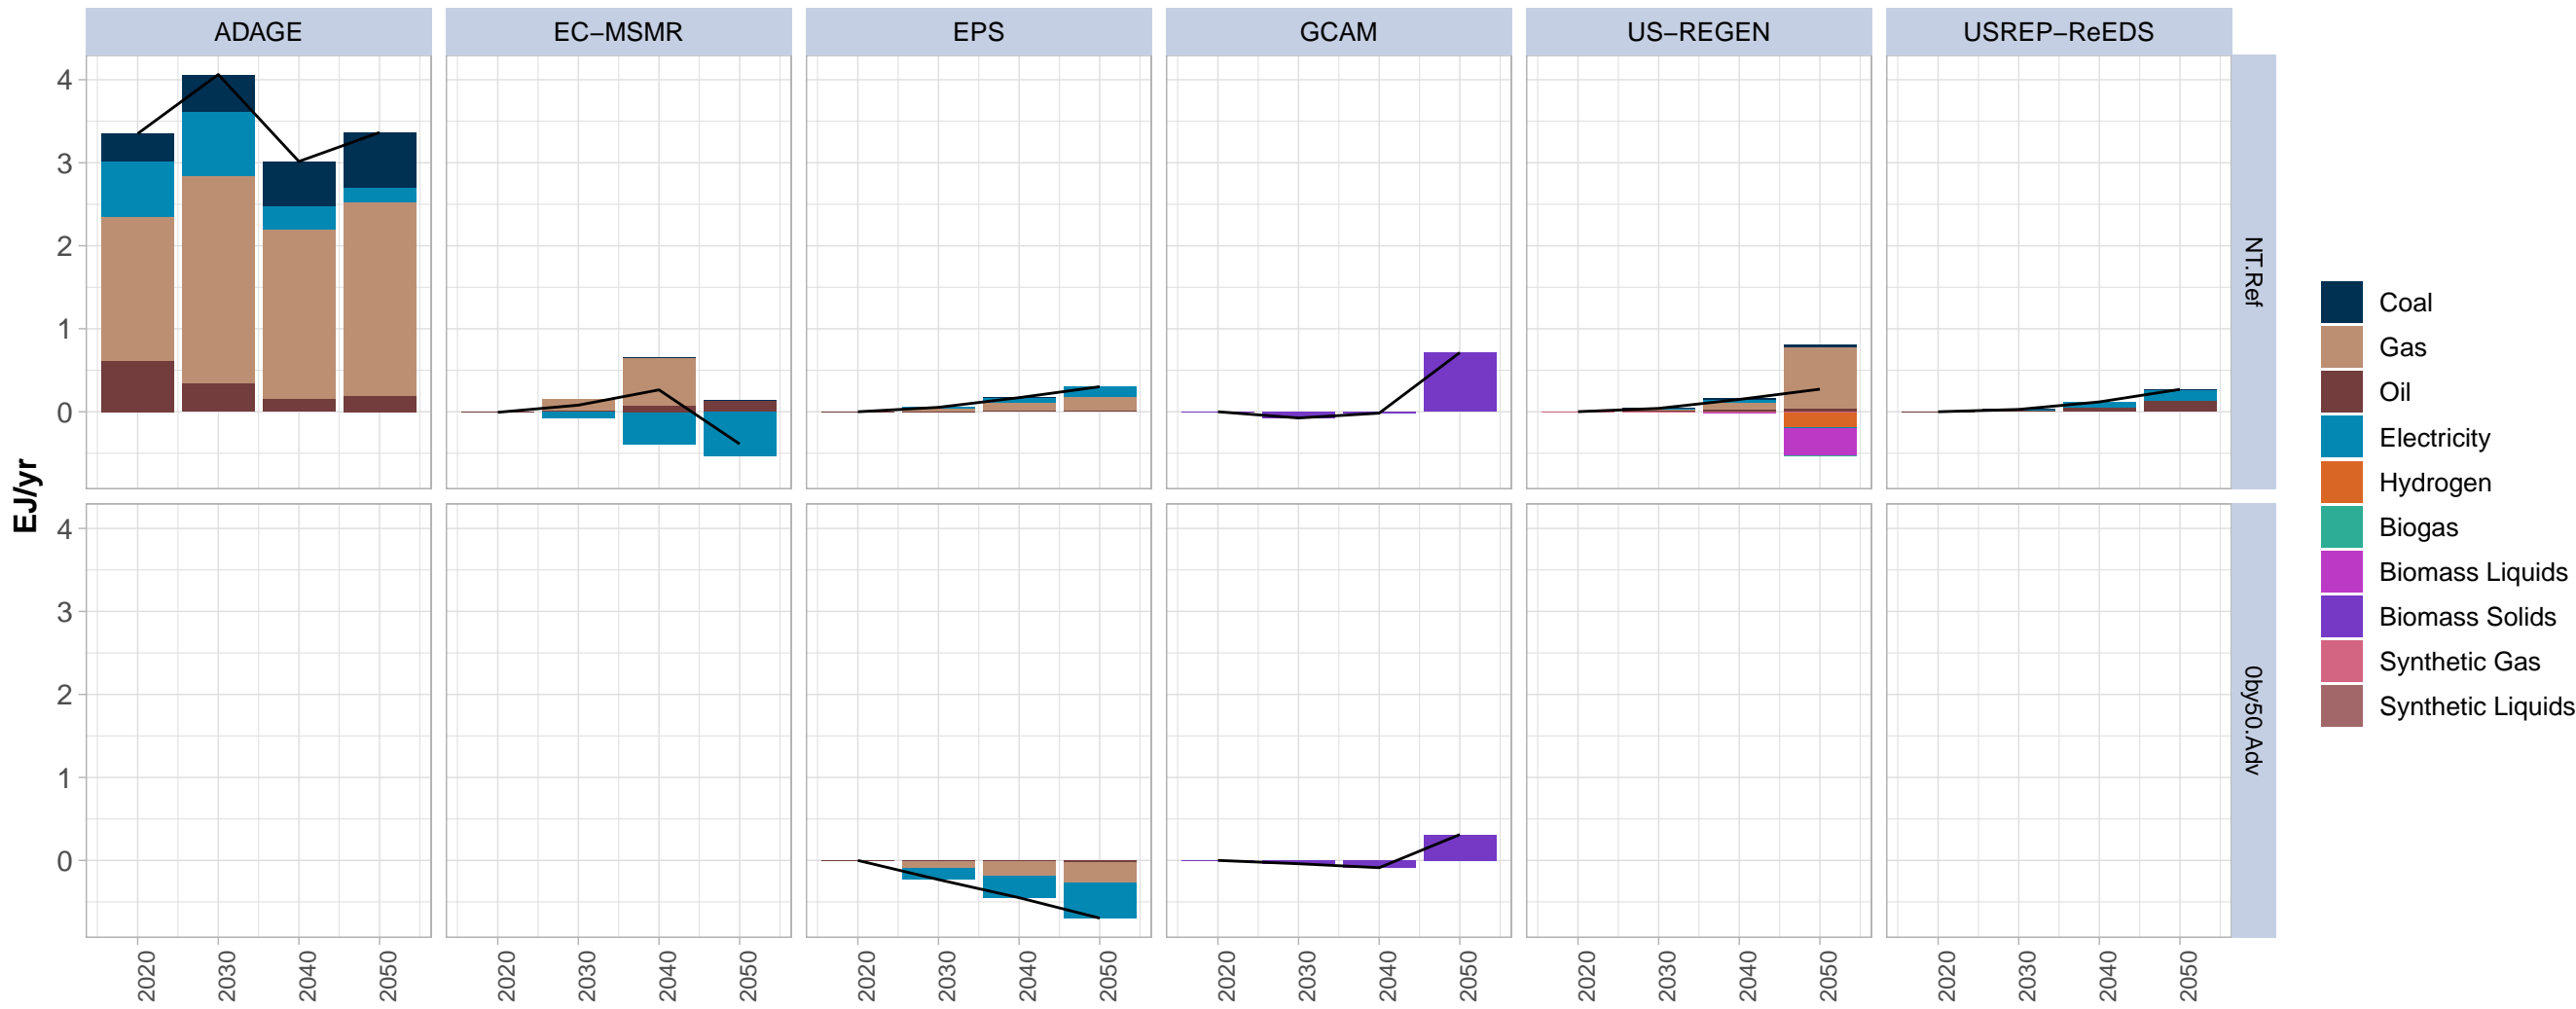 ADAGE
EC−MSMR
EPS
GCAM
US−REGEN
USREP−ReEDS
EJ/yr
4
3
2
1
0
NT.Ref
4
3
2
1
0
0by50.Adv
2020
2030
2040
2050
2020
2030
2040
2050
2020
2030
2040
2050
2020
2030
2040
2050
2020
2030
2040
2050
2020
2030
2040
2050
Coal
Gas
Oil
Electricity
Hydrogen
Biogas
Biomass Liquids
Biomass Solids
Synthetic Gas
Synthetic Liquids